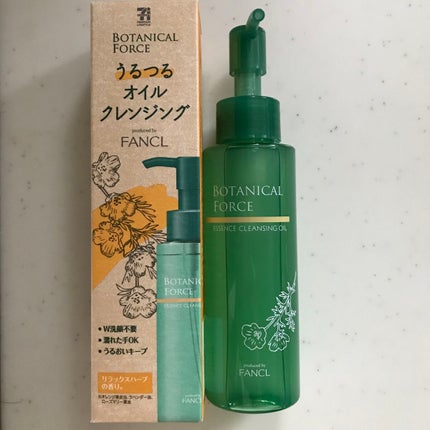 BOTANICAL
FORCE
うるつる
オイル
クレンジング
produced by
FANCL
BOTANICAL
FORCE
ESSENCE CLEANSING
●W洗顔不要
●濡れた手OK
●うるおいキープ
リラックスハーブ
の香り。
BOTANICAL
FORCE
ESSENCE CLEANSING OIL
produced by
FANCL